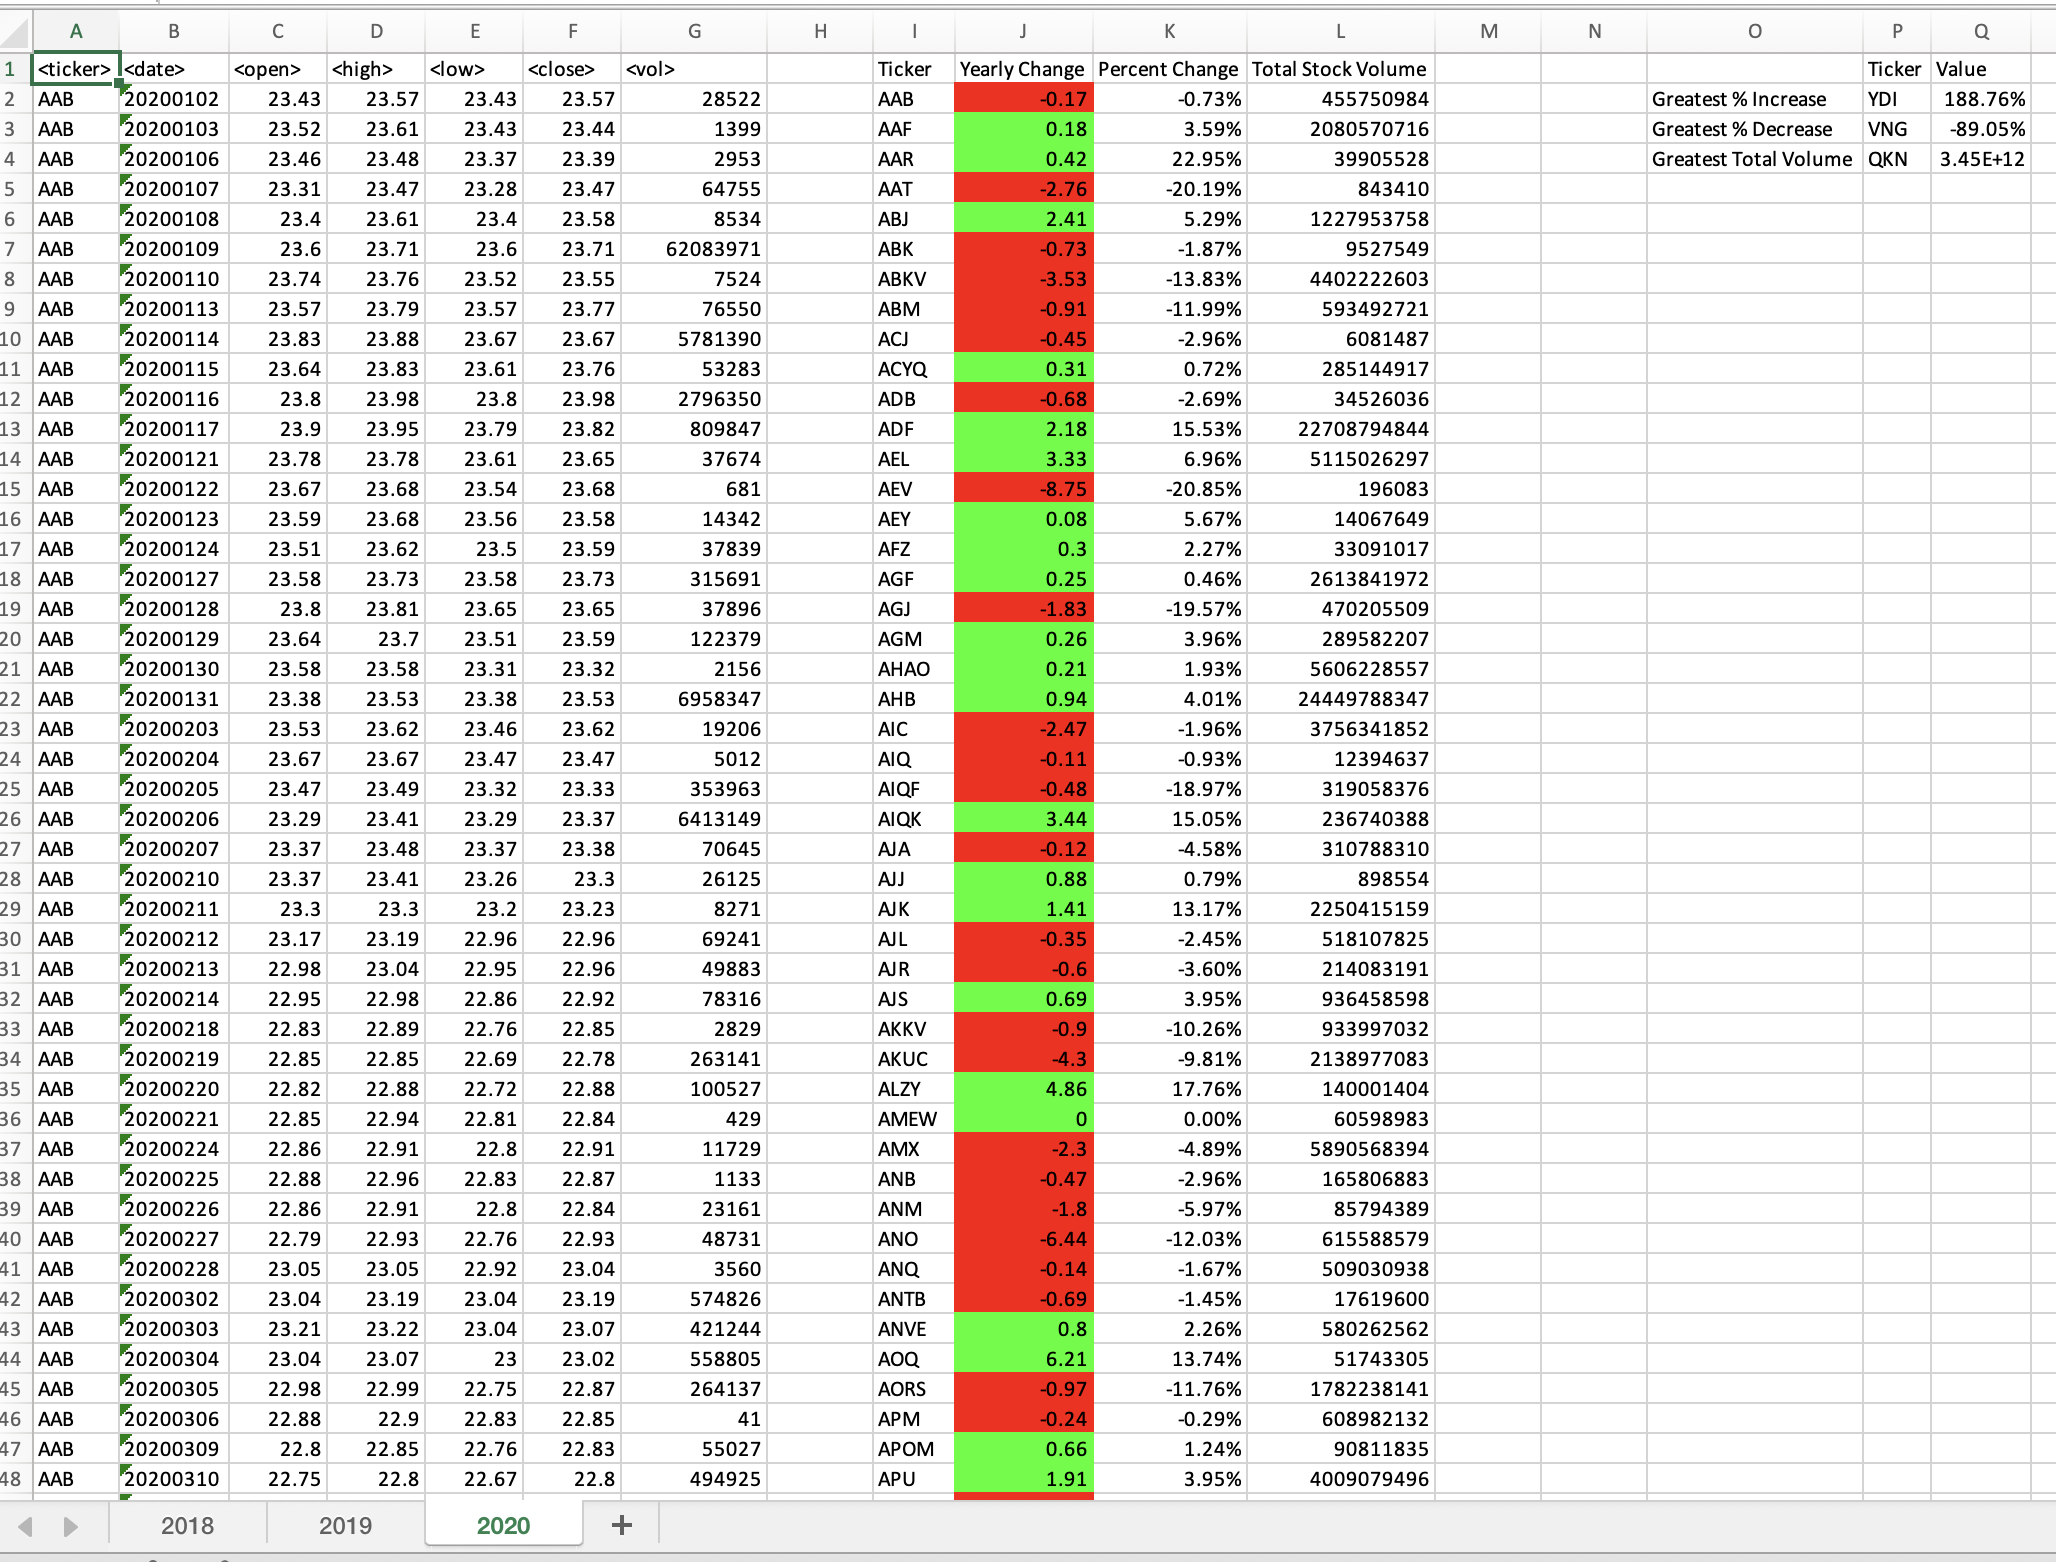 A B C D E F G H I J K L M N O P Q
1 <ticker> <date> <open> <high> <low> <close> <vol> Ticker Yearly Change Percent Change Total Stock Volume Ticker Value
2 AAB 20200102 23.43 23.57 23.43 23.57 28522 AAB -0.17 -0.73% 455750984 Greatest % Increase YDI 188.76%
3 AAB 20200103 23.52 23.61 23.43 23.44 1399 AAF 0.18 3.59% 2080570716 Greatest % Decrease VNG -89.05%
4 AAB 20200106 23.46 23.48 23.37 23.39 2953 AAR 0.42 22.95% 39905528 Greatest Total Volume QKN 3.45E+12
5 AAB 20200107 23.31 23.47 23.28 23.47 64755 AAT -2.76 -20.19% 843410
6 AAB 20200108 23.4 23.61 23.4 23.58 8534 ABJ 2.41 5.29% 1227953758
7 AAB 20200109 23.6 23.71 23.6 23.71 62083971 ABK -0.73 -1.87% 9527549
8 AAB 20200110 23.74 23.76 23.52 23.55 7524 ABKV -3.53 -13.83% 4402222603
9 AAB 20200113 23.57 23.79 23.57 23.77 76550 ABM -0.91 -11.99% 593492721
10 AAB 20200114 23.83 23.88 23.67 23.67 5781390 ACJ -0.45 -2.96% 6081487
11 AAB 20200115 23.64 23.83 23.61 23.76 53283 ACYQ 0.31 0.72% 285144917
12 AAB 20200116 23.8 23.98 23.8 23.98 2796350 ADB -0.68 -2.69% 34526036
13 AAB 20200117 23.9 23.95 23.79 23.82 809847 ADF 2.18 15.53% 22708794844
14 AAB 20200121 23.78 23.78 23.61 23.65 37674 AEL 3.33 6.96% 5115026297
15 AAB 20200122 23.67 23.68 23.54 23.68 681 AEV -8.75 -20.85% 196083
16 AAB 20200123 23.59 23.68 23.56 23.58 14342 AEY 0.08 5.67% 14067649
17 AAB 20200124 23.51 23.62 23.5 23.59 37839 AFZ 0.3 2.27% 33091017
18 AAB 20200127 23.58 23.73 23.58 23.73 315691 AGF 0.25 0.46% 2613841972
19 AAB 20200128 23.8 23.81 23.65 23.65 37896 AGJ -1.83 -19.57% 470205509
20 AAB 20200129 23.64 23.7 23.51 23.59 122379 AGM 0.26 3.96% 289582207
21 AAB 20200130 23.58 23.58 23.31 23.32 2156 AHAO 0.21 1.93% 5606228557
22 AAB 20200131 23.38 23.53 23.38 23.53 6958347 AHB 0.94 4.01% 24449788347
23 AAB 20200203 23.53 23.62 23.46 23.62 19206 AIC -2.47 -1.96% 3756341852
24 AAB 20200204 23.67 23.67 23.47 23.47 5012 AIQ -0.11 -0.93% 12394637
25 AAB 20200205 23.47 23.49 23.32 23.33 353963 AIQF -0.48 -18.97% 319058376
26 AAB 20200206 23.29 23.41 23.29 23.37 6413149 AIQK 3.44 15.05% 236740388
27 AAB 20200207 23.37 23.48 23.37 23.38 70645 AJA -0.12 -4.58% 310788310
28 AAB 20200210 23.37 23.41 23.26 23.3 26125 AJJ 0.88 0.79% 898554
29 AAB 20200211 23.3 23.3 23.2 23.23 8271 AJK 1.41 13.17% 2250415159
30 AAB 20200212 23.17 23.19 22.96 22.96 69241 AJL -0.35 -2.45% 518107825
31 AAB 20200213 22.98 23.04 22.95 22.96 49883 AJR -0.6 -3.60% 214083191
32 AAB 20200214 22.95 22.98 22.86 22.92 78316 AJS 0.69 3.95% 936458598
33 AAB 20200218 22.83 22.89 22.76 22.85 2829 AKKV -0.9 -10.26% 933997032
34 AAB 20200219 22.85 22.85 22.69 22.78 263141 AKUC -4.3 -9.81% 2138977083
35 AAB 20200220 22.82 22.88 22.72 22.88 100527 ALZY 4.86 17.76% 140001404
36 AAB 20200221 22.85 22.94 22.81 22.84 429 AMEW 0 0.00% 60598983
37 AAB 20200224 22.86 22.91 22.8 22.91 11729 AMX -2.3 -4.89% 5890568394
38 AAB 20200225 22.88 22.96 22.83 22.87 1133 ANB -0.47 -2.96% 165806883
39 AAB 20200226 22.86 22.91 22.8 22.84 23161 ANM -1.8 -5.97% 85794389
40 AAB 20200227 22.79 22.93 22.76 22.93 48731 ANO -6.44 -12.03% 615588579
41 AAB 20200228 23.05 23.05 22.92 23.04 3560 ANQ -0.14 -1.67% 509030938
42 AAB 20200302 23.04 23.19 23.04 23.19 574826 ANTB -0.69 -1.45% 17619600
43 AAB 20200303 23.21 23.22 23.04 23.07 421244 ANVE 0.8 2.26% 580262562
44 AAB 20200304 23.04 23.07 23 23.02 558805 AOQ 6.21 13.74% 51743305
45 AAB 20200305 22.98 22.99 22.75 22.87 264137 AORS -0.97 -11.76% 1782238141
46 AAB 20200306 22.88 22.9 22.83 22.85 41 APM -0.24 -0.29% 608982132
47 AAB 20200309 22.8 22.85 22.76 22.83 55027 APOM 0.66 1.24% 90811835
48 AAB 20200310 22.75 22.8 22.67 22.8 494925 APU 1.91 3.95% 4009079496
2018 2019 2020 +